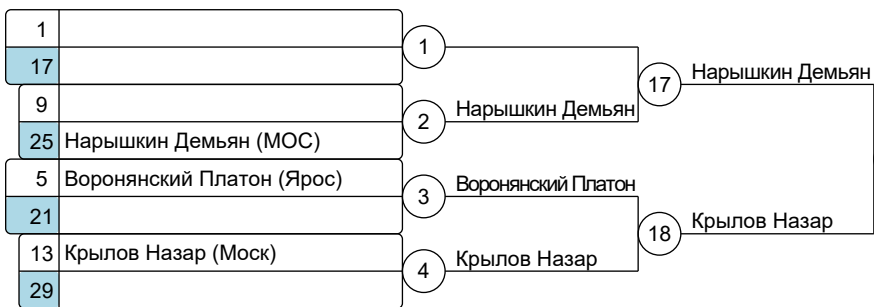 1
17
1
9
25 Нарышкин Демьян (МОС)
2
Нарышкин Демьян
17
Нарышкин Демьян
5 Воронянский Платон (Ярос)
21
3
Воронянский Платон
13 Крылов Назар (Моск)
29
4
Крылов Назар
18
Крылов Назар